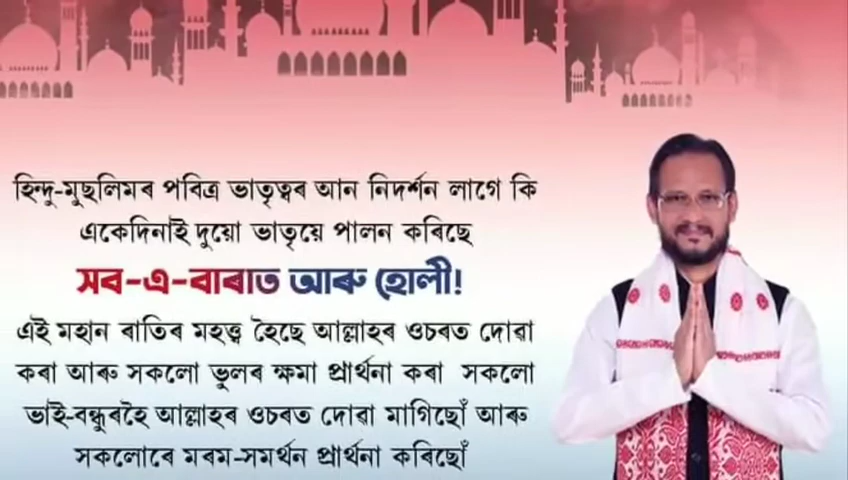 হিন্দু-মুছলিমৰ পবিত্ৰ ভাতৃত্বৰ আন নিদৰ্শন লাগে কি
একেদিনাই দুয়ো ভাতৃয়ে পালন কৰিছে
সব-এ-বাৰাত আৰু হোলী!
এই মহান ৰাতিৰ মহত্ত্ব হৈছে আল্লাহৰ ওচৰত দোৱা
কৰা আৰু সকলো ভুলৰ ক্ষমা প্ৰাৰ্থনা কৰা সকলো
ভাই-বন্ধুৰহৈ আল্লাহৰ ওচৰত দোৱা মাগিছোঁ আৰু
সকলোৰে মৰম-সমৰ্থন প্ৰাৰ্থনা কৰিছোঁ